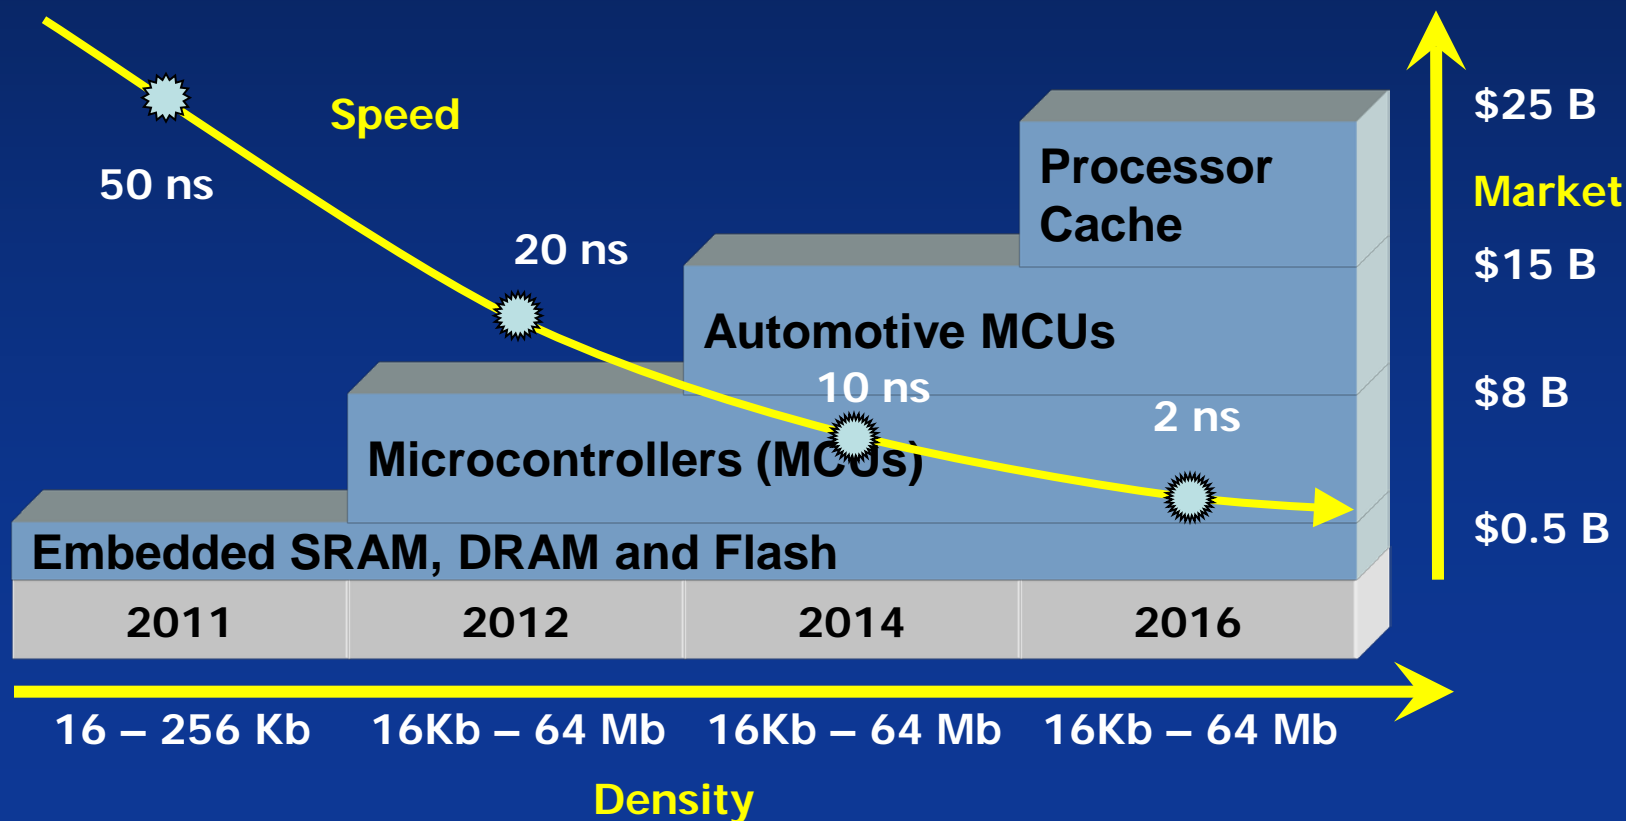 Speed
50 ns
20 ns
10 ns
2 ns
Processor
Cache
Automotive MCUs
Microcontrollers (MCUs)
Embedded SRAM, DRAM and Flash
$25 B
Market
$15 B
$8 B
$0.5 B
2011
2012
2014
2016
16 – 256 Kb
16Kb – 64 Mb
16Kb – 64 Mb
16Kb – 64 Mb
Density